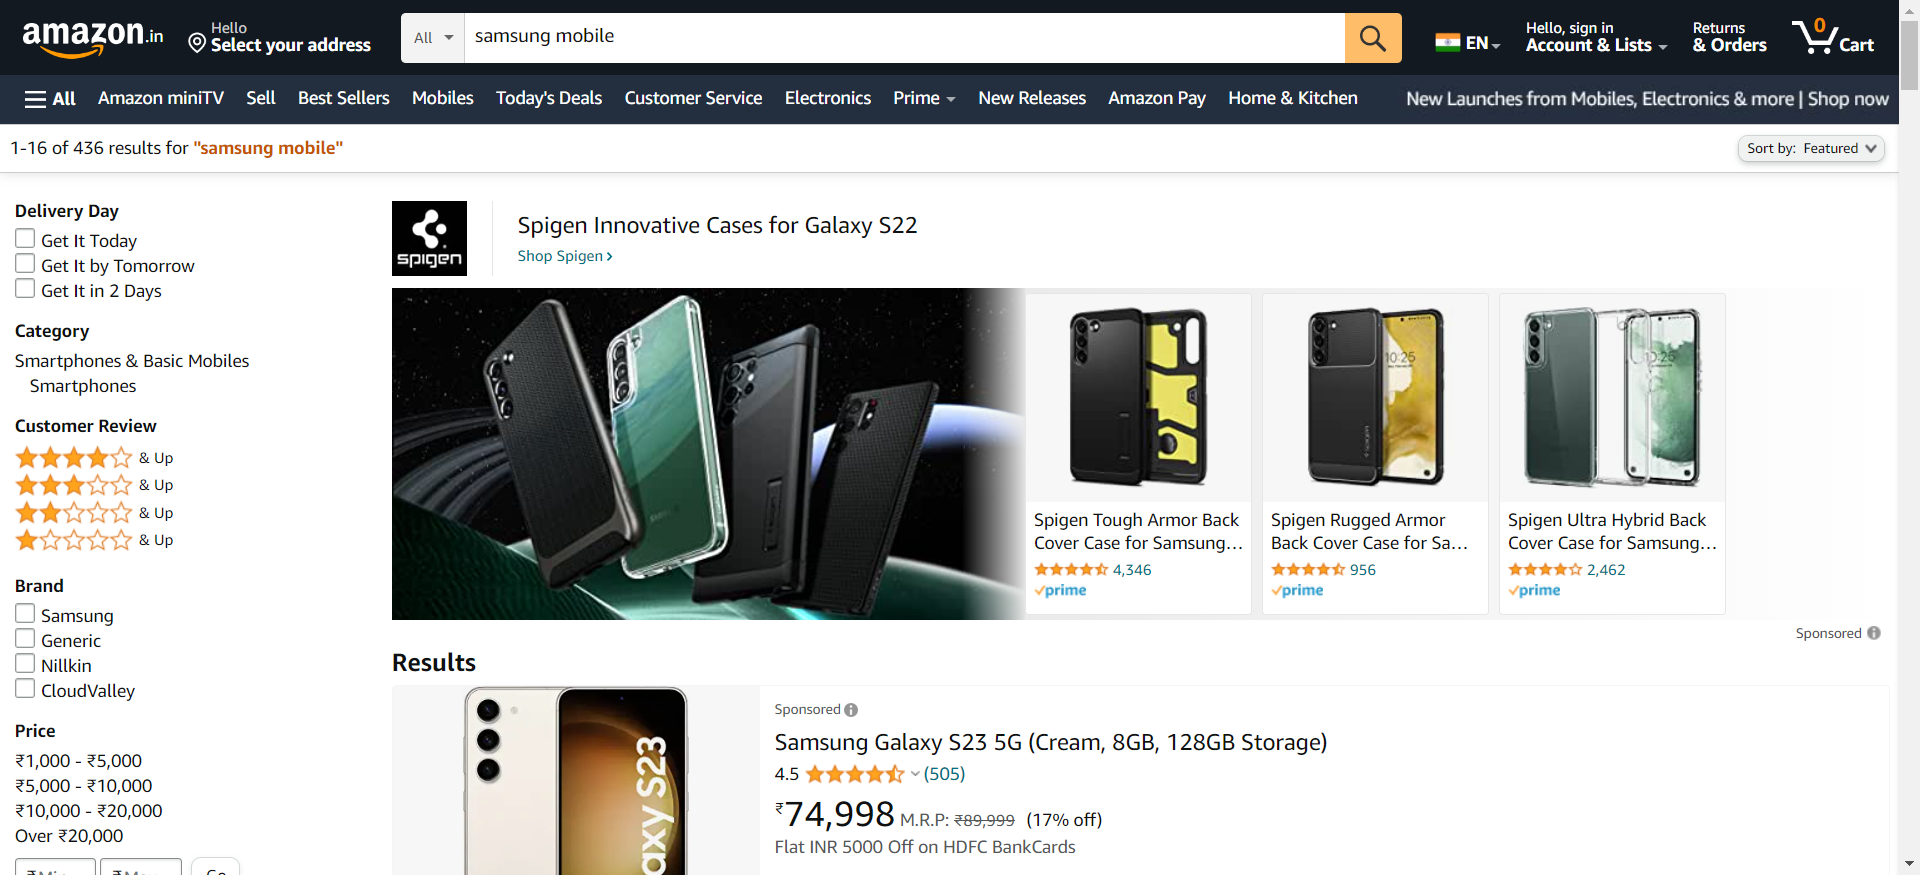 amazon.in
Hello
Select your address
All
samsung mobile
EN
Hello, sign in
Account & Lists
Returns
& Orders
0
Cart
All
Amazon miniTV
Sell
Best Sellers
Mobiles
Today's Deals
Customer Service
Electronics
Prime
New Releases
Amazon Pay
Home & Kitchen
New Launches from Mobiles, Electronics & more | Shop now
1-16 of 436 results for "samsung mobile"
Sort by: Featured
Delivery Day
Get It Today
Get It by Tomorrow
Get It in 2 Days
Category
Smartphones & Basic Mobiles
Smartphones
Customer Review
& Up
& Up
& Up
& Up
Brand
Samsung
Generic
Nillkin
CloudValley
Price
₹1,000 - ₹5,000
₹5,000 - ₹10,000
₹10,000 - ₹20,000
Over ₹20,000
spigen
Spigen Innovative Cases for Galaxy S22
Shop Spigen ›
10:25
10:25
Spigen Tough Armor Back
Cover Case for Samsung...
4,346
prime
Spigen Rugged Armor
Back Cover Case for Sa...
956
prime
Spigen Ultra Hybrid Back
Cover Case for Samsung...
2,462
prime
Sponsored
Results
axy S23
Sponsored
Samsung Galaxy S23 5G (Cream, 8GB, 128GB Storage)
4.5 (505)
₹74,998 M.R.P: ₹89,999 (17% off)
Flat INR 5000 Off on HDFC BankCards